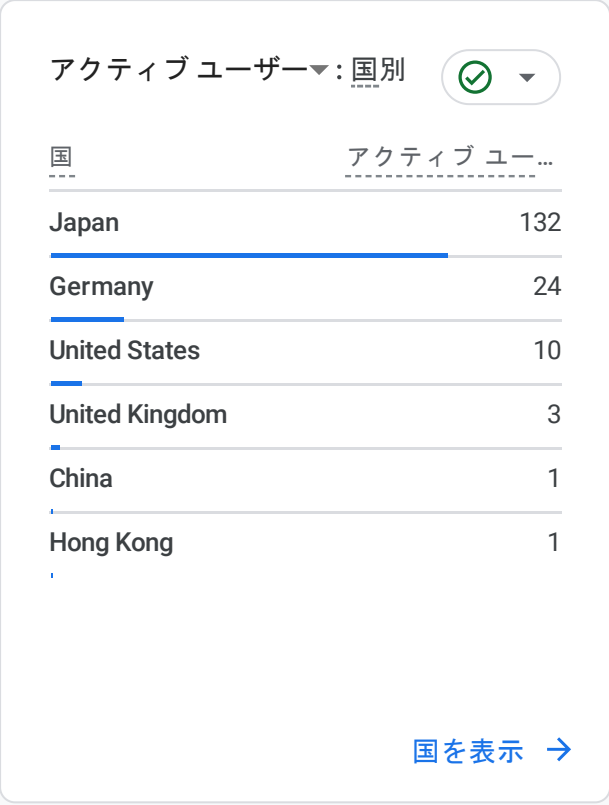 アクティブ ユーザー : 国別
国 アクティブ ユー…
Japan 132
Germany 24
United States 10
United Kingdom 3
China 1
Hong Kong 1
国を表示 →